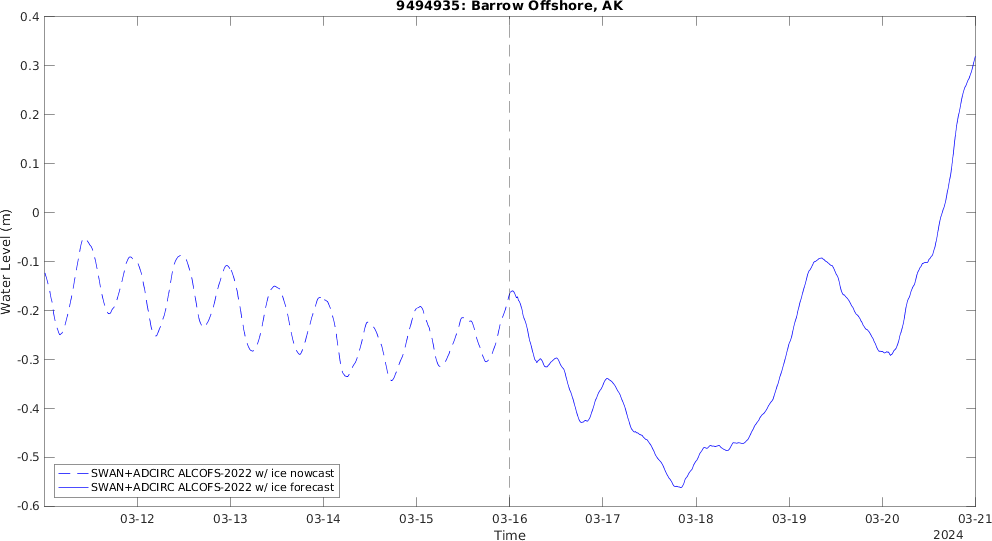 9494935: Barrow Offshore, AK
0.4
0.3
0.2
0.1
0
-0.1
-0.2
-0.3
-0.4
-0.5
-0.6
Water Level (m)
SWAN+ADCIRC ALCOFS-2022 w/ ice nowcast
SWAN+ADCIRC ALCOFS-2022 w/ ice forecast
03-12 03-13 03-14 03-15 03-16 03-17 03-18 03-19 03-20 03-21
Time
2024